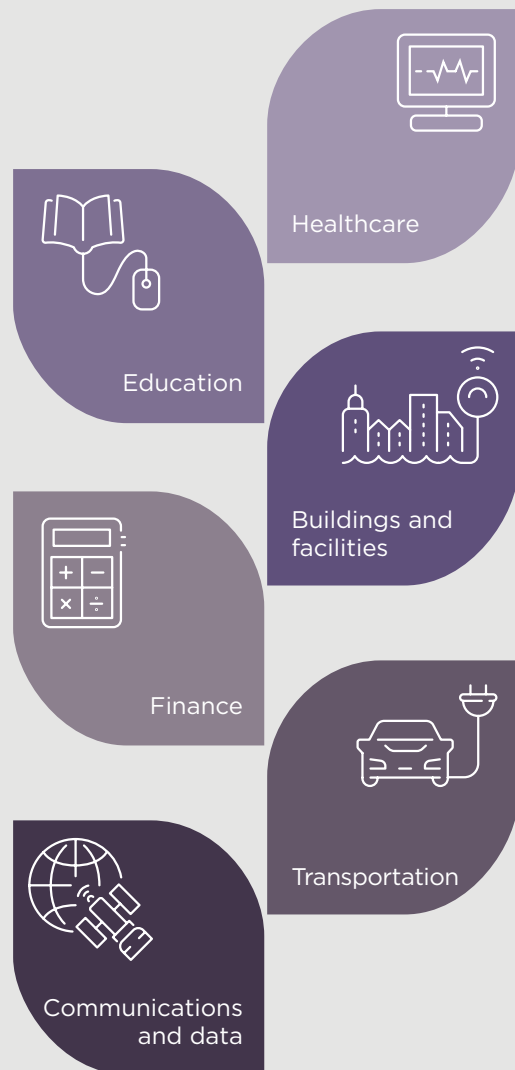 Healthcare
Education
Buildings and
facilities
Finance
Transportation
Communications
and data